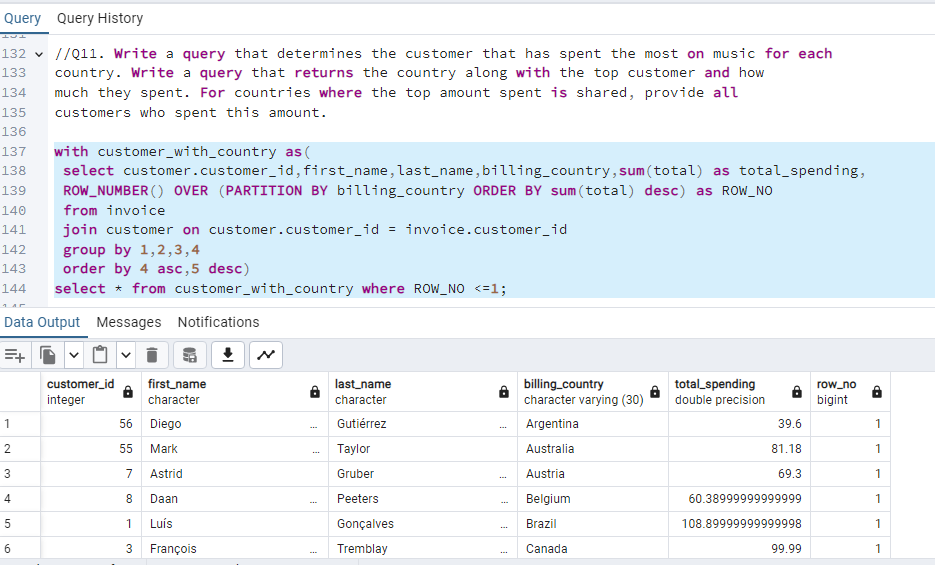 Query Query History
132 //Q11. Write a query that determines the customer that has spent the most on music for each
133 country. Write a query that returns the country along with the top customer and how
134 much they spent. For countries where the top amount spent is shared, provide all
135 customers who spent this amount.
136
137 with customer_with_country as(
138 select customer.customer_id,first_name,last_name,billing_country,sum(total) as total_spending,
139 ROW_NUMBER() OVER (PARTITION BY billing_country ORDER BY sum(total) desc) as ROW_NO
140 from invoice
141 join customer on customer.customer_id = invoice.customer_id
142 group by 1,2,3,4
143 order by 4 asc,5 desc)
144 select * from customer_with_country where ROW_NO <=1;
Data Output Messages Notifications
customer_id first_name last_name billing_country total_spending row_no
integer character character character varying (30) double precision bigint
1 56 Diego ... Gutiérrez ... Argentina 39.6 1
2 55 Mark ... Taylor ... Australia 81.18 1
3 7 Astrid ... Gruber ... Austria 69.3 1
4 8 Daan ... Peeters ... Belgium 60.38999999999999 1
5 1 Luís ... Gonçalves ... Brazil 108.89999999999998 1
6 3 François ... Tremblay ... Canada 99.99 1